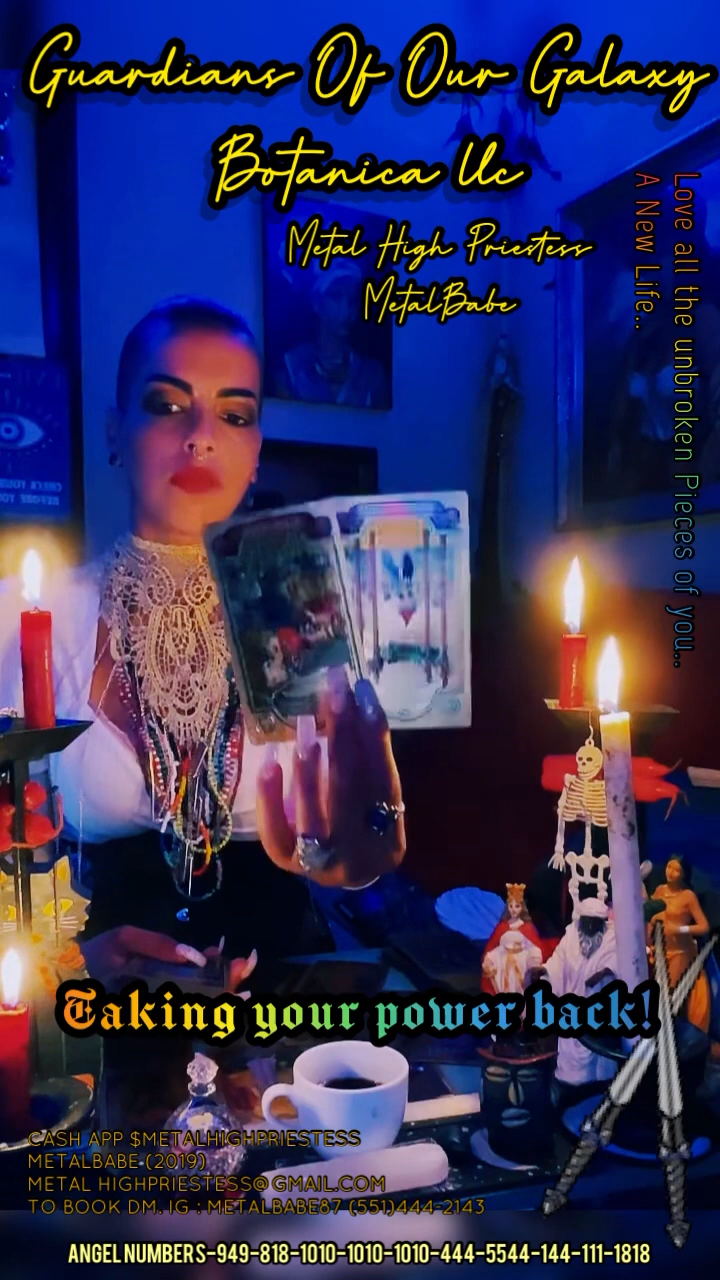 Guardians Of Our Galaxy
Botanica llc
Metal High Priestess
MetalBabe
Love all the unbroken Pieces of you..
A New Life..
Taking your power back!
CASH APP $METALHIGHPRIESTESS
METALBABE (2019)
METAL HIGHPRIESTESS@GMAIL.COM
TO BOOK DM. IG : METALBABE87 (551)444-2143
ANGEL NUMBERS-949-818-1010-1010-1010-444-5544-144-111-1818